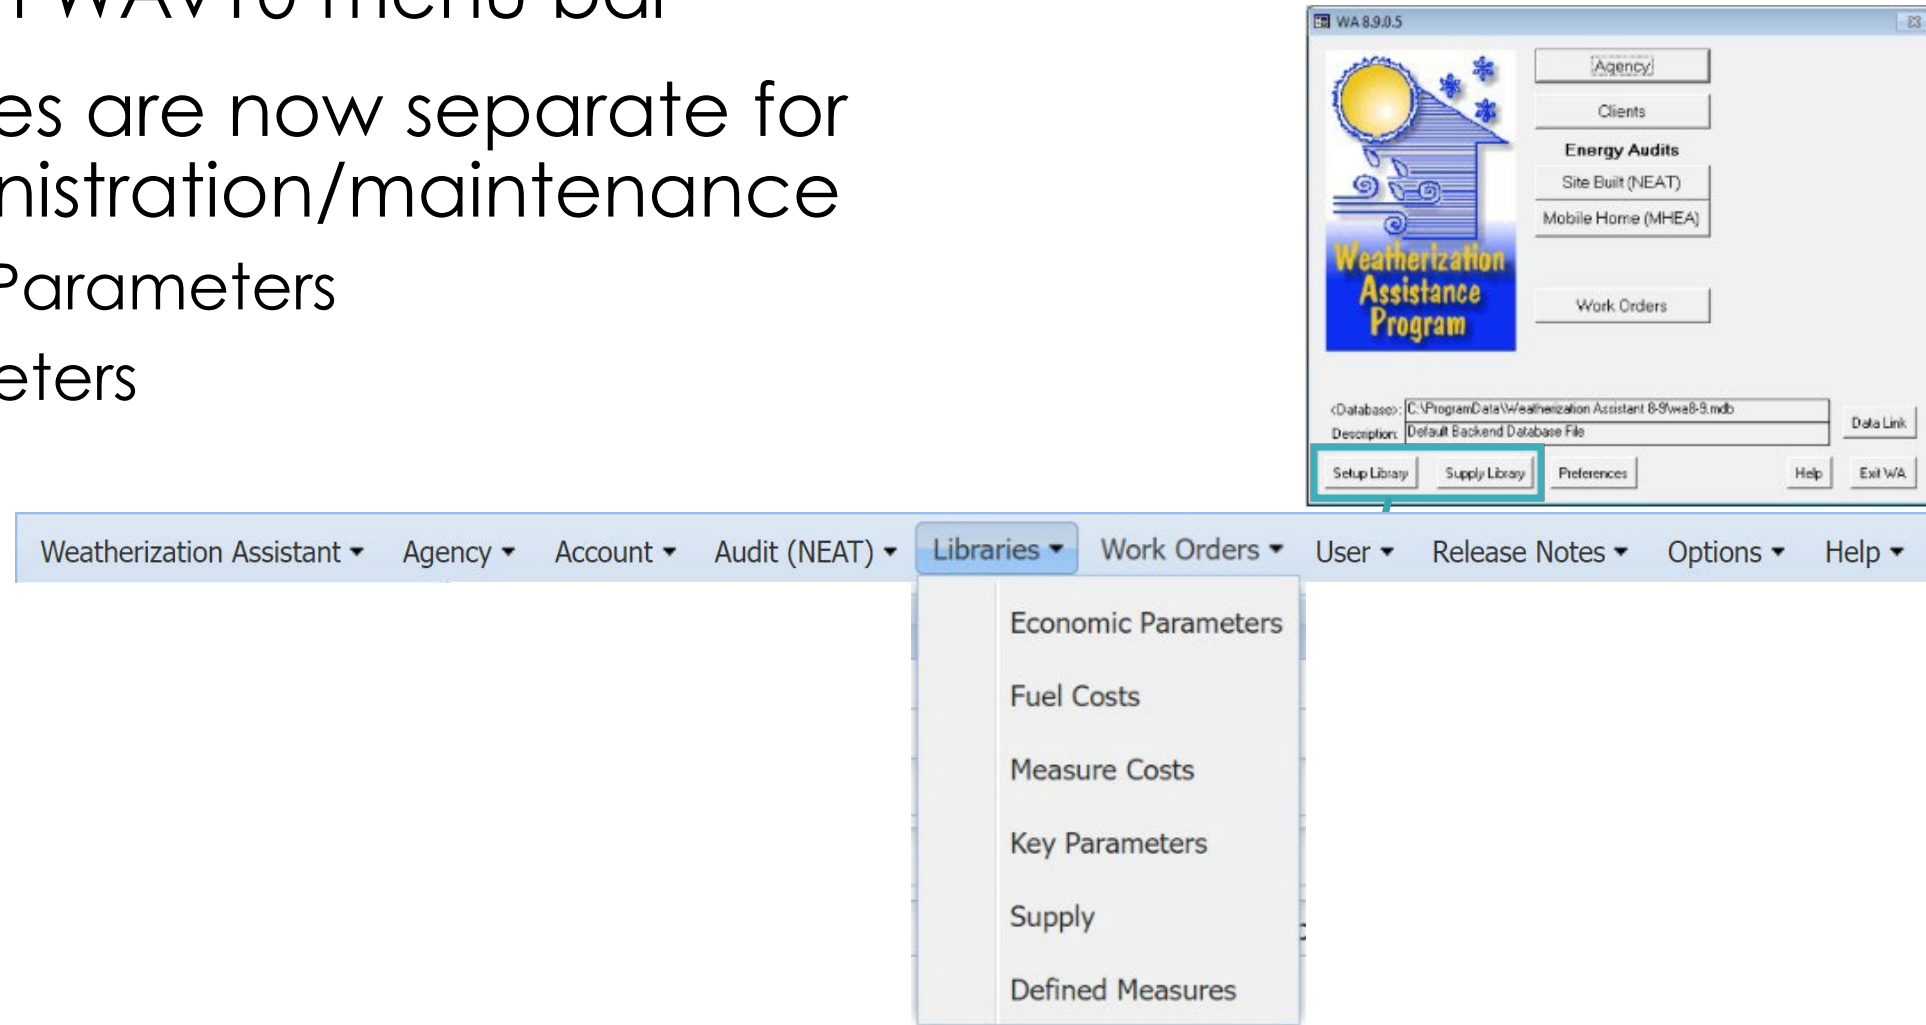 WAV10 menu bar
es are now separate for
nistration/maintenance
Parameters
eters
WA 8.9.0.5
Agency
Clients
Energy Audits
Site Built (NEAT)
Mobile Home (MHEA)
Work Orders
Weatherization
Assistance
Program
<Database>: C:\ProgramData\Weatherization Assistant 8-9\wa8-9.mdb
Description: Default Backend Database File
Data Link
Setup Library Supply Library Preferences Help Exit WA
Weatherization Assistant Agency Account Audit (NEAT) Libraries Work Orders User Release Notes Options Help
Economic Parameters
Fuel Costs
Measure Costs
Key Parameters
Supply
Defined Measures